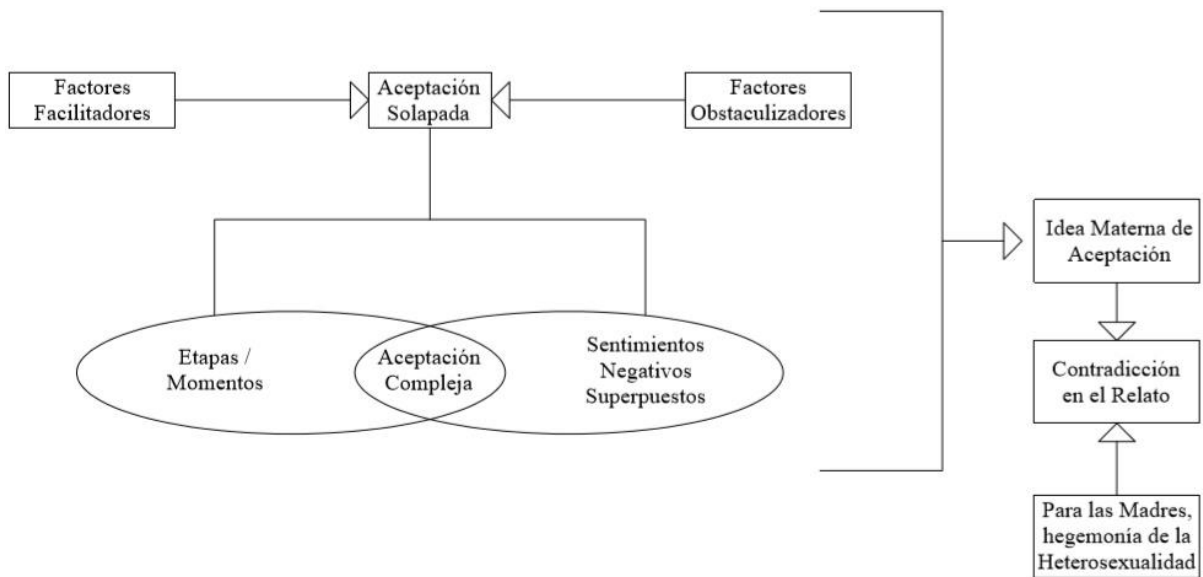 Factores
Facilitadores
Aceptación
Solapada
Factores
Obstaculizadores
Etapas /
Momentos
Aceptación
Compleja
Sentimientos
Negativos
Superpuestos
Idea Materna de
Aceptación
Contradicción
en el Relato
Para las Madres,
hegemonía de la
Heterosexualidad